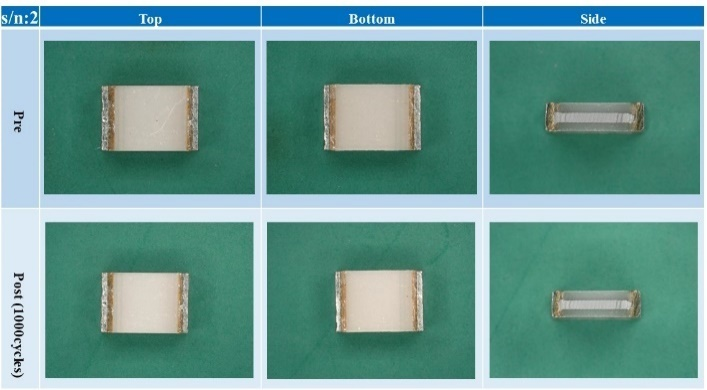 s/n:2
Top
Bottom
Side
Pre
Post (1000cycles)